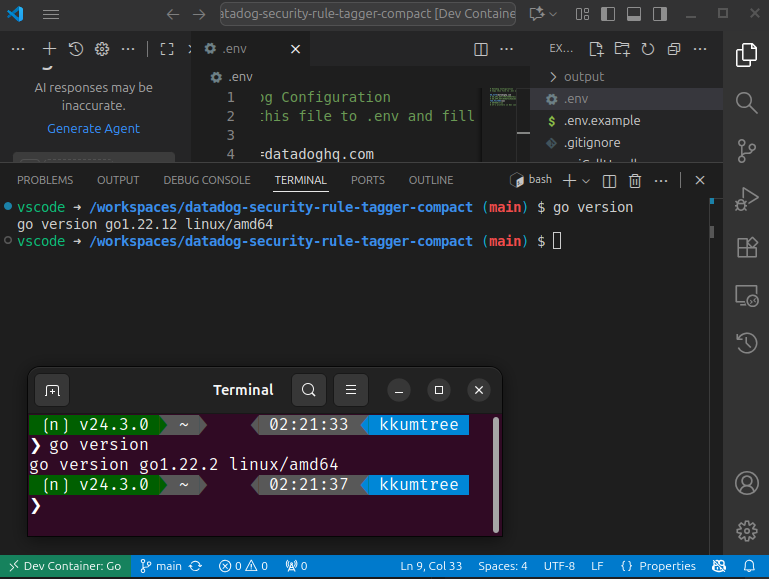 datadog-security-rule-tagger-compact [Dev Container
AI responses may be
inaccurate.
Generate Agent
.env
.env
1 og Configuration
2 this file to .env and fill
3
4 =datadoghq.com
EX...
output
.env
.env.example
.gitignore
PROBLEMS OUTPUT DEBUG CONSOLE TERMINAL PORTS OUTLINE bash
vscode ➜ /workspaces/datadog-security-rule-tagger-compact (main) $ go version
go version go1.22.12 linux/amd64
vscode ➜ /workspaces/datadog-security-rule-tagger-compact (main) $
Terminal
(n) v24.3.0 ~ 02:21:33 kkumtree
❯ go version
go version go1.22.2 linux/amd64
(n) v24.3.0 ~ 02:21:37 kkumtree
❯
Dev Container: Go main 0 0 0 Ln 9, Col 33 Spaces: 4 UTF-8 LF {} Properties